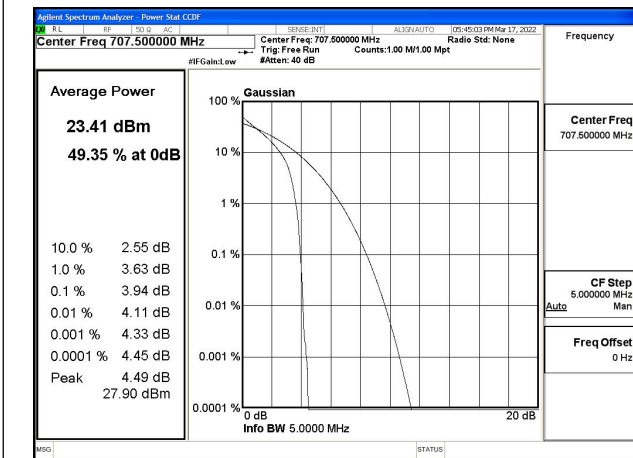 Agilent Spectrum Analyzer - Power Stat CCDF
RL RF 50 Ω AC SENSE:INT ALIGN AUTO 05:45:03 PM Mar 17, 2022
Center Freq 707.500000 MHz
Center Freq: 707.500000 MHz Radio Std: None
Trig: Free Run Counts:1.00 M/1.00 Mpt
#IFGain:Low #Atten: 40 dB
Frequency
Average Power
23.41 dBm
49.35 % at 0dB
10.0 % 2.55 dB
1.0 % 3.63 dB
0.1 % 3.94 dB
0.01 % 4.11 dB
0.001 % 4.33 dB
0.0001 % 4.45 dB
Peak 4.49 dB
27.90 dBm
Gaussian
100 %
10 %
1 %
0.1 %
0.01 %
0.001 %
0.0001 %
0 dB 20 dB
Info BW 5.0000 MHz
Center Freq
707.500000 MHz
CF Step
5.000000 MHz
Auto Man
Freq Offset
0 Hz
MSG STATUS